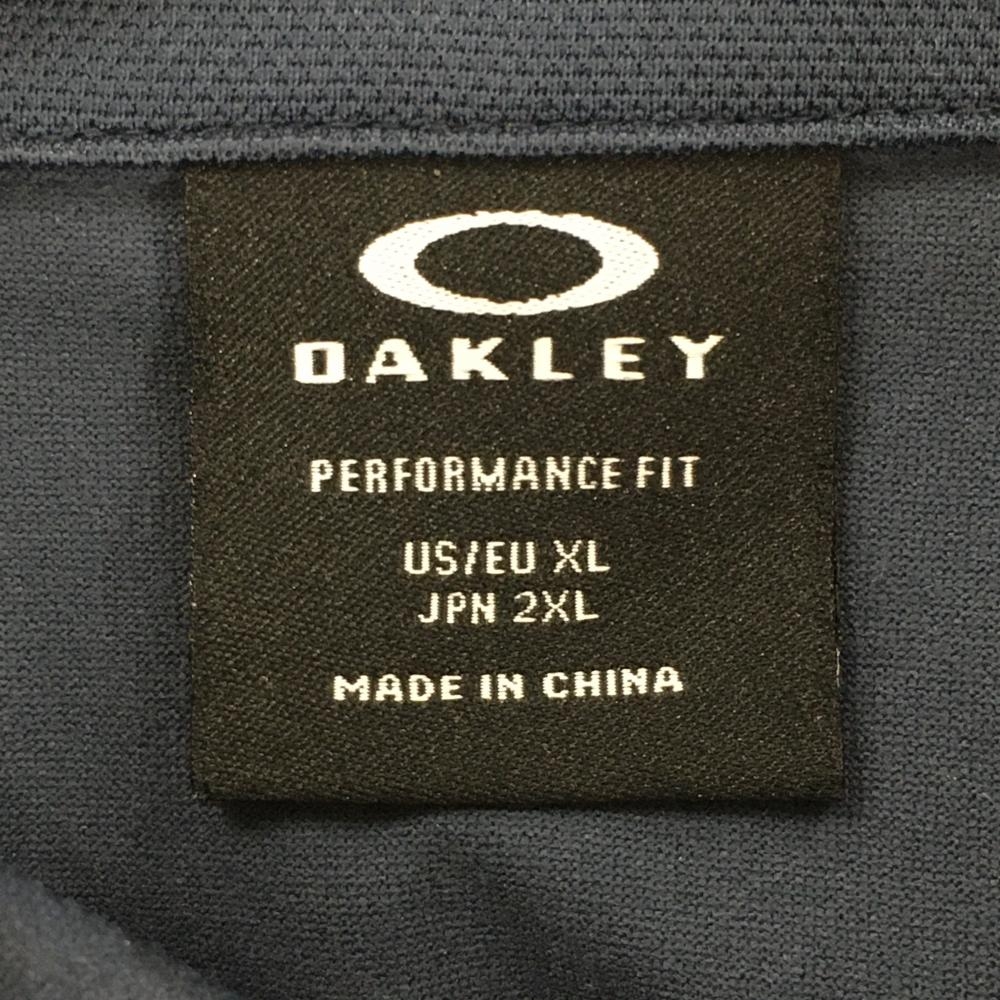 OAKLEY
PERFORMANCE FIT
US/EU XL
JPN 2XL
MADE IN CHINA